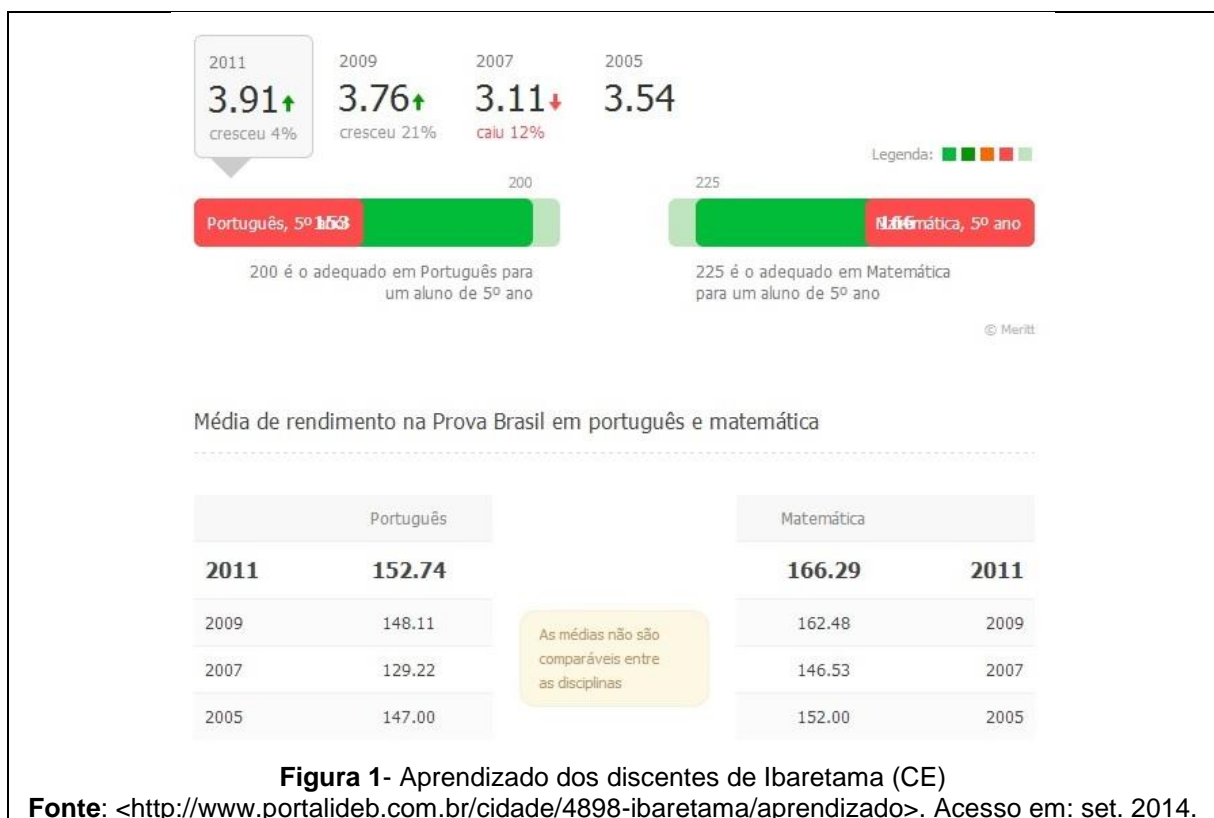 2011 2009 2007 2005
3.91 3.76 3.11 3.54
cresceu 4% cresceu 21% caiu 12%
Legenda:
200 225
Português, 5º 153 166 mática, 5º ano
200 é o adequado em Português para
um aluno de 5º ano
225 é o adequado em Matemática
para um aluno de 5º ano
© Meritt
Média de rendimento na Prova Brasil em português e matemática
Português Matemática
2011 152.74 166.29 2011
2009 148.11 162.48 2009
2007 129.22 146.53 2007
2005 147.00 152.00 2005
As médias não são
comparáveis entre
as disciplinas
Figura 1- Aprendizado dos discentes de Ibaretama (CE)
Fonte: <http://www.portalideb.com.br/cidade/4898-ibaretama/aprendizado>. Acesso em: set. 2014.